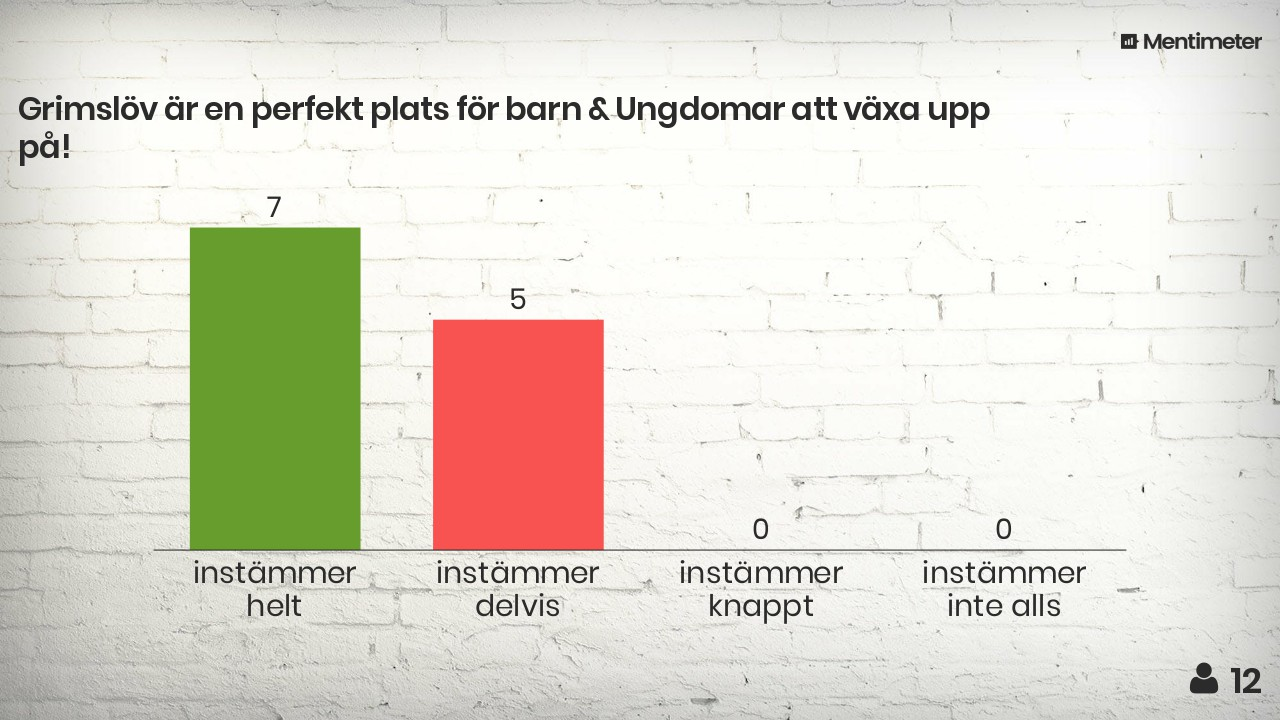 Mentimeter
Grimslöv är en perfekt plats för barn & Ungdomar att växa upp
på!
7
5
0
0
instämmer
helt
instämmer
delvis
instämmer
knappt
instämmer
inte alls
12